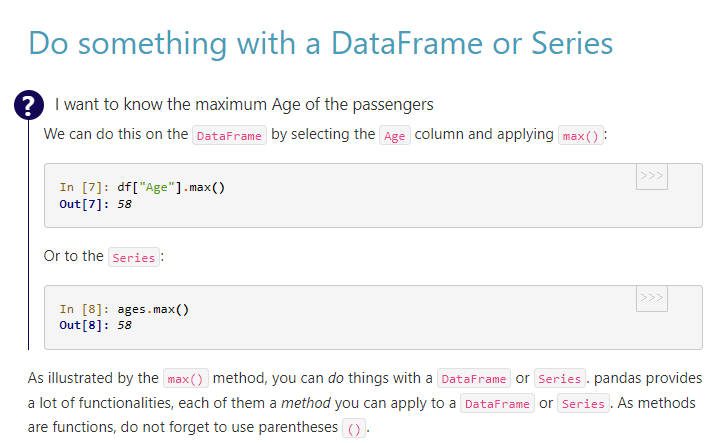 Do something with a DataFrame or Series
? I want to know the maximum Age of the passengers
We can do this on the DataFrame by selecting the Age column and applying max() :
>>>
In [7]: df["Age"].max()
Out[7]: 58
Or to the Series :
>>>
In [8]: ages.max()
Out[8]: 58
As illustrated by the max() method, you can do things with a DataFrame or Series . pandas provides
a lot of functionalities, each of them a method you can apply to a DataFrame or Series . As methods
are functions, do not forget to use parentheses () .